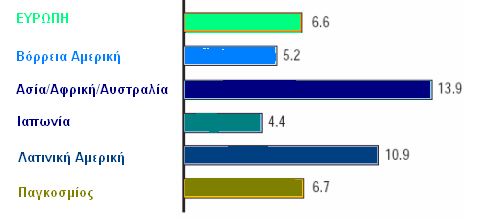 ΕΥΡΩΠΗ 6.6
Βόρρεια Αμερική 5.2
Ασία/Αφρική/Αυστραλία 13.9
Ιαπωνία 4.4
Λατινική Αμερική 10.9
Παγκοσμίος 6.7